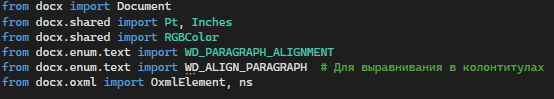 from docx import Document
from docx.shared import Pt, Inches
from docx.shared import RGBColor
from docx.enum.text import WD_PARAGRAPH_ALIGNMENT
from docx.enum.text import WD_ALIGN_PARAGRAPH  # Для выравнивания в колонтитулах
from docx.oxml import OxmlElement, ns